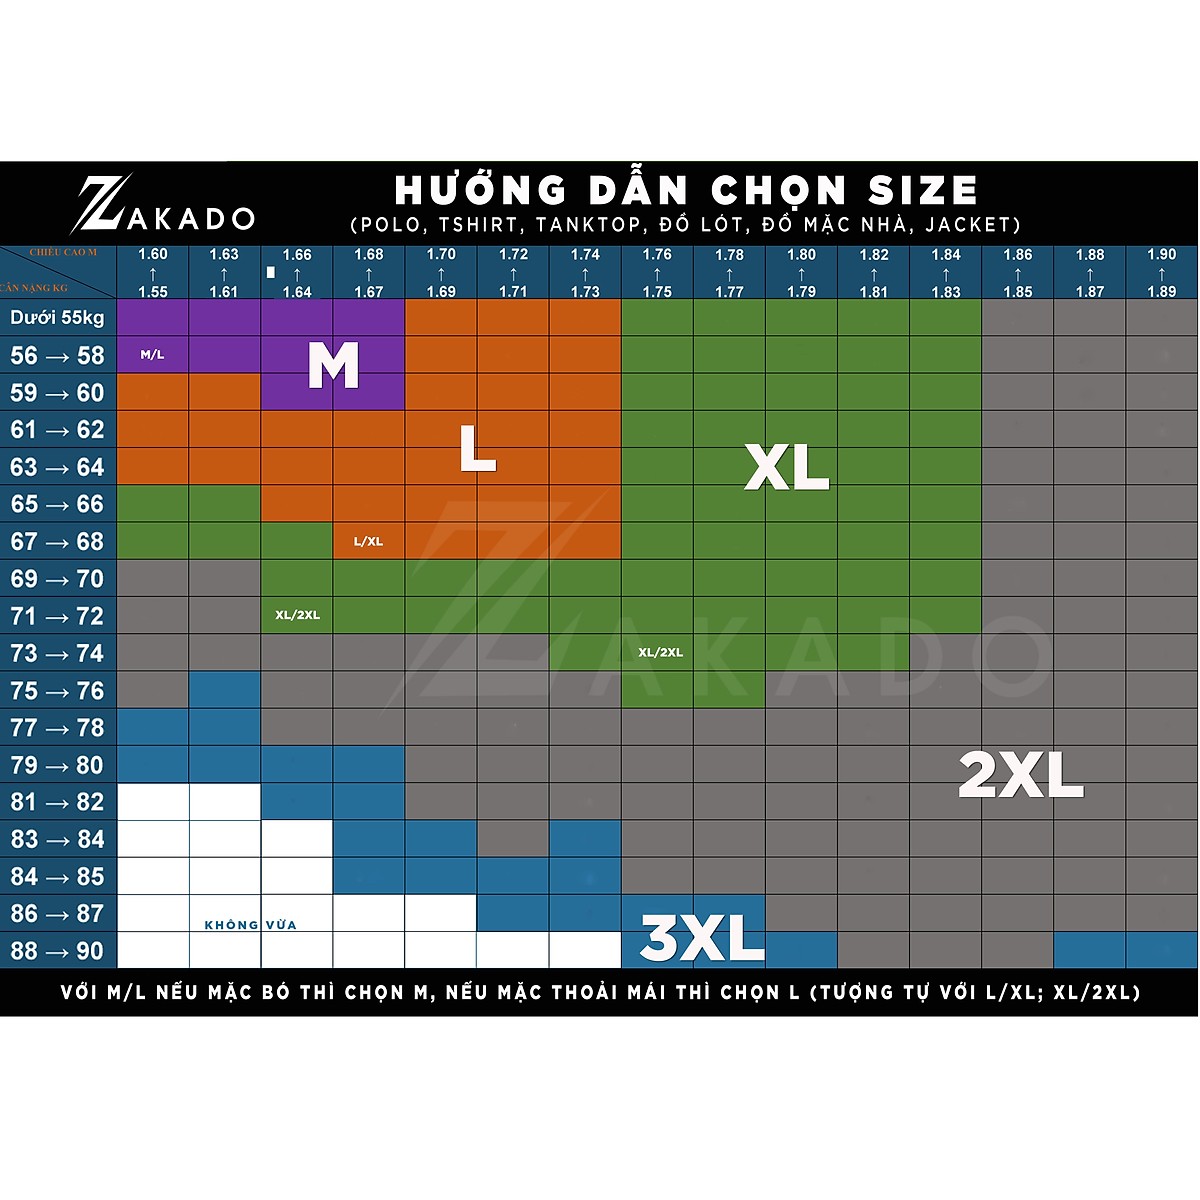 ZAKADO
HƯỚNG DẪN CHỌN SIZE
(POLO, TSHIRT, TANKTOP, ĐỒ LÓT, ĐỒ MẶC NHÀ, JACKET)
CHIỀU CAO M
CÂN NẶNG KG
1.60 1.63 1.66 1.68 1.70 1.72 1.74 1.76 1.78 1.80 1.82 1.84 1.86 1.88 1.90
↑ ↑ ↑ ↑ ↑ ↑ ↑ ↑ ↑ ↑ ↑ ↑ ↑ ↑ ↑
1.55 1.61 1.64 1.67 1.69 1.71 1.73 1.75 1.77 1.79 1.81 1.83 1.85 1.87 1.89
Dưới 55kg
56 → 58 M/L
M
59 → 60
61 → 62
L
63 → 64
XL
65 → 66
67 → 68 L/XL
69 → 70
71 → 72 XL/2XL
73 → 74 XL/2XL
ZAKADO
75 → 76
77 → 78
79 → 80
2XL
81 → 82
83 → 84
84 → 85
86 → 87
KHÔNG VỪA
3XL
88 → 90
VỚI M/L NẾU MẶC BÓ THÌ CHỌN M, NẾU MẶC THOẢI MÁI THÌ CHỌN L (TƯỢNG TỰ VỚI L/XL; XL/2XL)